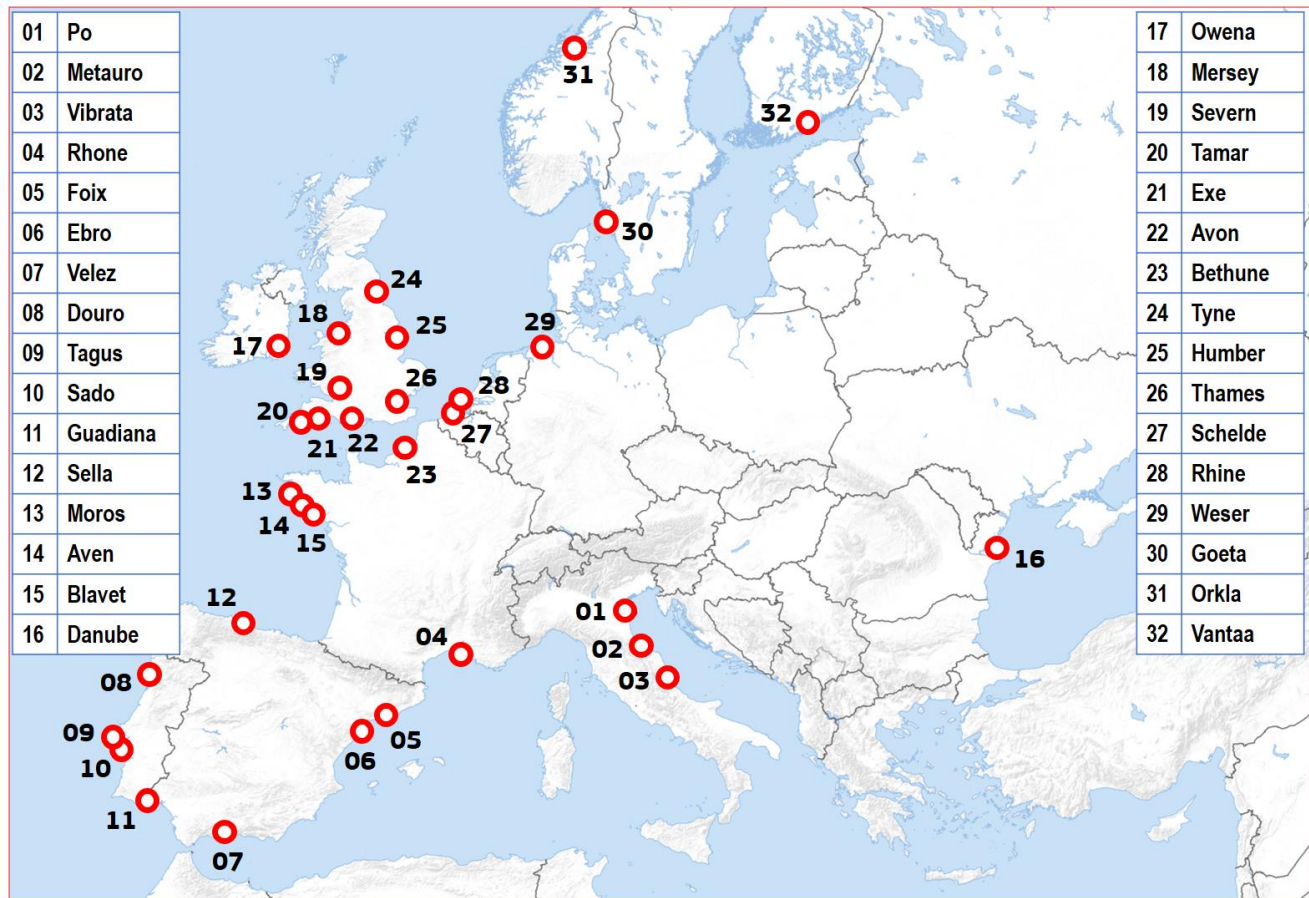 01 Po
02 Metauro
03 Vibrata
04 Rhone
05 Foix
06 Ebro
07 Velez
08 Douro
09 Tagus
10 Sado
11 Guadiana
12 Sella
13 Moros
14 Aven
15 Blavet
16 Danube
17 Owena
18 Mersey
19 Severn
20 Tamar
21 Exe
22 Avon
23 Bethune
24 Tyne
25 Humber
26 Thames
27 Schelde
28 Rhine
29 Weser
30 Goeta
31 Orkla
32 Vantaa
31
32
30
24
18
25
29
17
19
26
28
20
21
22
27
23
13
14
15
16
12
01
04
02
08
03
09
05
10
06
11
07